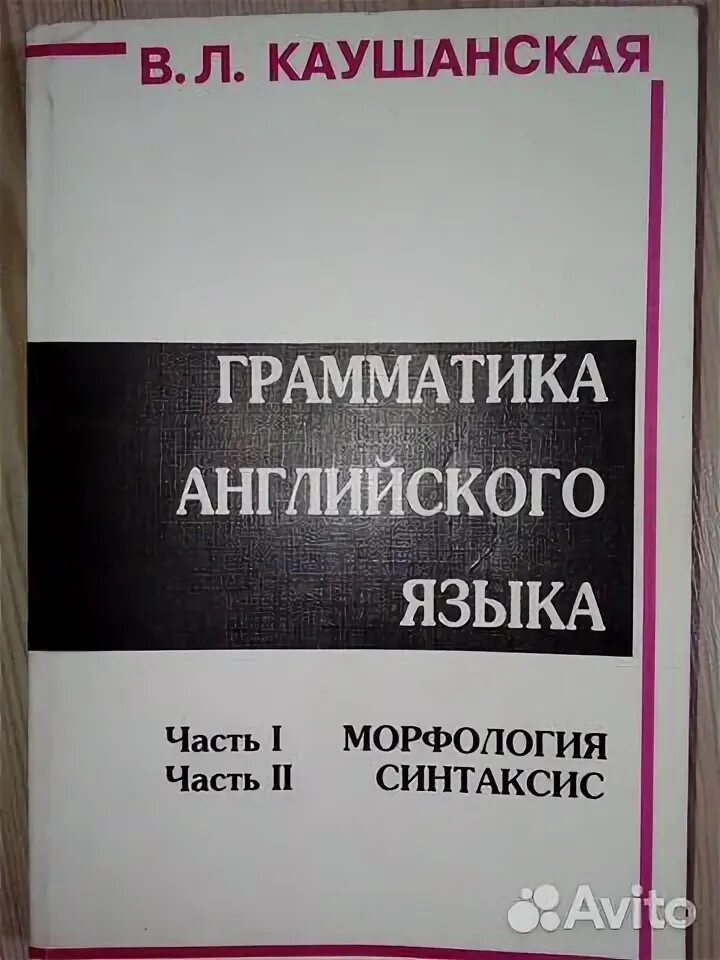 В. Л. КАУШАНСКАЯ
ГРАММАТИКА
АНГЛИЙСКОГО
ЯЗЫКА
Часть I МОРФОЛОГИЯ
Часть II СИНТАКСИС
Avito